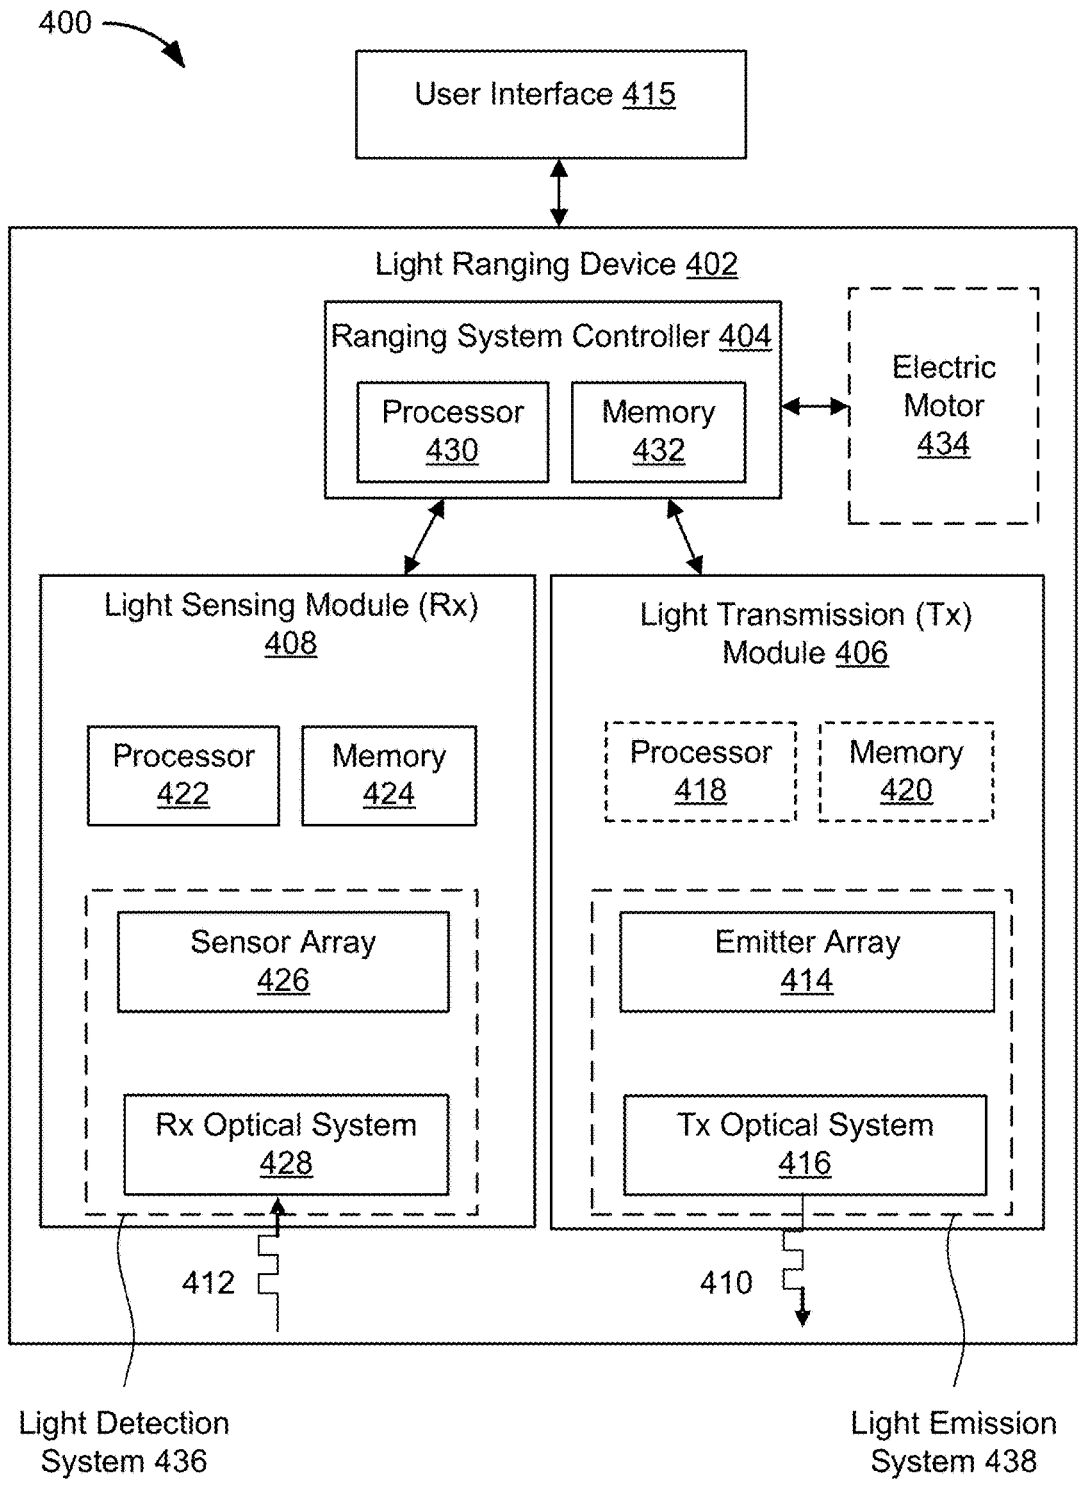 400
User Interface 415
Light Ranging Device 402
Ranging System Controller 404
Processor
430
Memory
432
Electric
Motor
434
Light Sensing Module (Rx)
408
Processor
422
Memory
424
Sensor Array
426
Rx Optical System
428
412
Light Transmission (Tx)
Module 406
Processor
418
Memory
420
Emitter Array
414
Tx Optical System
416
410
Light Detection
System 436
Light Emission
System 438